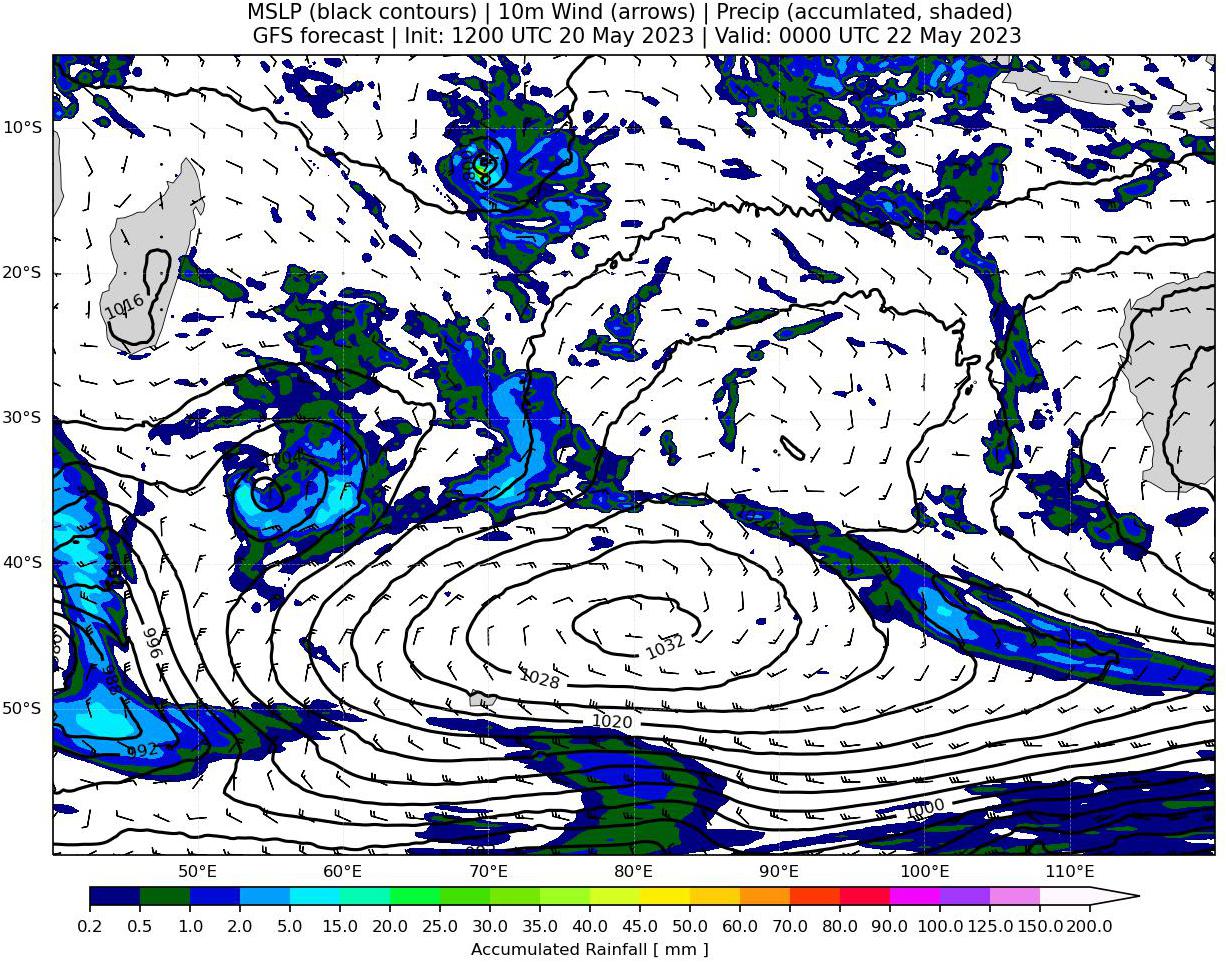 MSLP (black contours) | 10m Wind (arrows) | Precip (accumlated, shaded)
GFS forecast | Init: 1200 UTC 20 May 2023 | Valid: 0000 UTC 22 May 2023
10°S
20°S
1016
30°S
1004
1024
40°S
996
1032
988
1028
50°S
1020
992
1000
50°E 60°E 70°E 80°E 90°E 100°E 110°E
0.2 0.5 1.0 2.0 5.0 15.0 20.0 25.0 30.0 35.0 40.0 45.0 50.0 60.0 70.0 80.0 90.0 100.0 125.0 150.0 200.0
Accumulated Rainfall [ mm ]